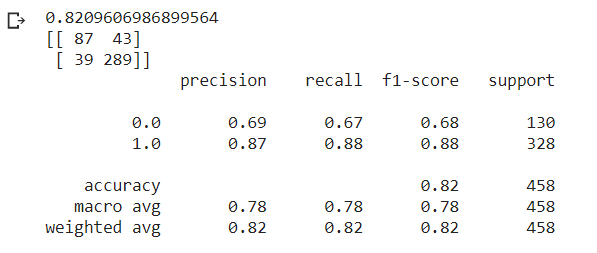 0.8209606986899564
[[ 87  43]
 [ 39 289]]
              precision    recall  f1-score   support

         0.0       0.69      0.67      0.68       130
         1.0       0.87      0.88      0.88       328

    accuracy                           0.82       458
   macro avg       0.78      0.78      0.78       458
weighted avg       0.82      0.82      0.82       458